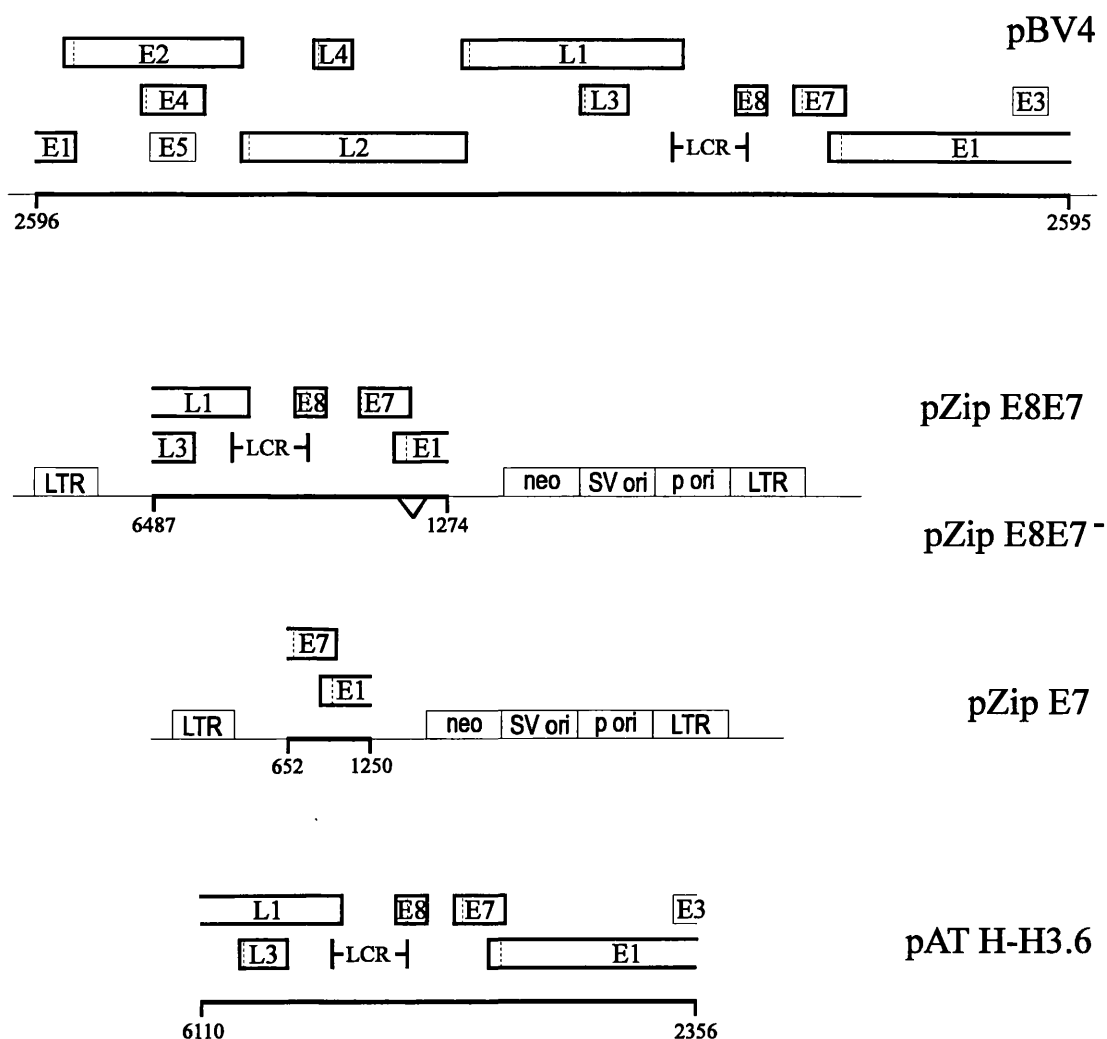 pBV4
E2 L4 L1
E4 L3 E8 E7 E3
E1 E5 L2 LCR E1
2596 2595
L1 E8 E7
pZip E8E7
L3 LCR E1
LTR neo SV ori p ori LTR
6487 1274
pZip E8E7-
E7
E1
pZip E7
LTR neo SV ori p ori LTR
652 1250
L1 E8 E7 E3
L3 LCR E1
pAT H-H3.6
6110 2356